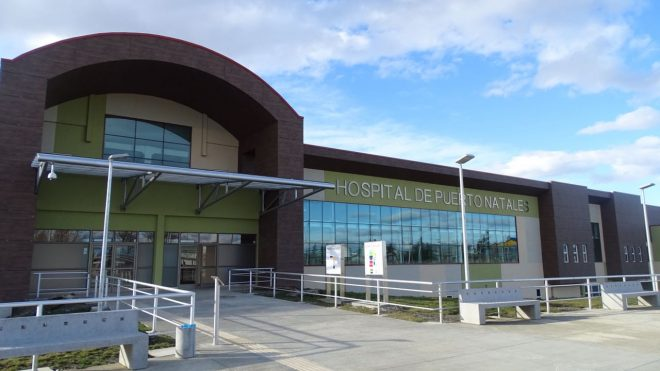 HOSPITAL DE PUERTO NATALES